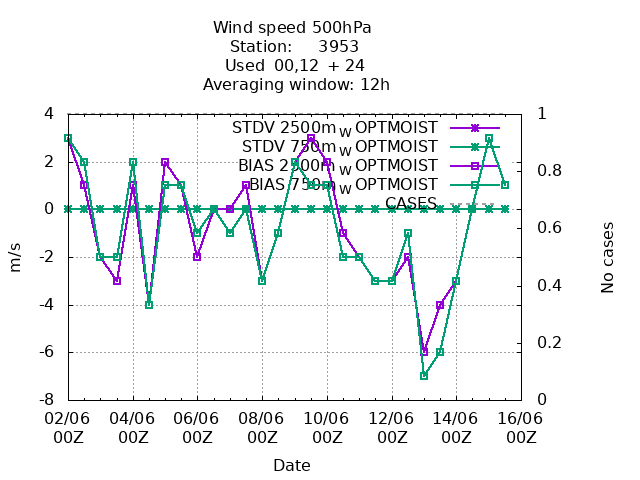 Wind speed 500hPa
Station: 3953
Used 00,12 + 24
Averaging window: 12h
STDV 2500m W OPTMOIST
STDV 750m W OPTMOIST
BIAS 2500m W OPTMOIST
BIAS 750m W OPTMOIST
CASES
4
2
0
-2
-4
-6
-8
m/s
1
0.8
0.6
0.4
0.2
0
No cases
02/06 04/06 06/06 08/06 10/06 12/06 14/06 16/06
00Z 00Z 00Z 00Z 00Z 00Z 00Z 00Z
Date